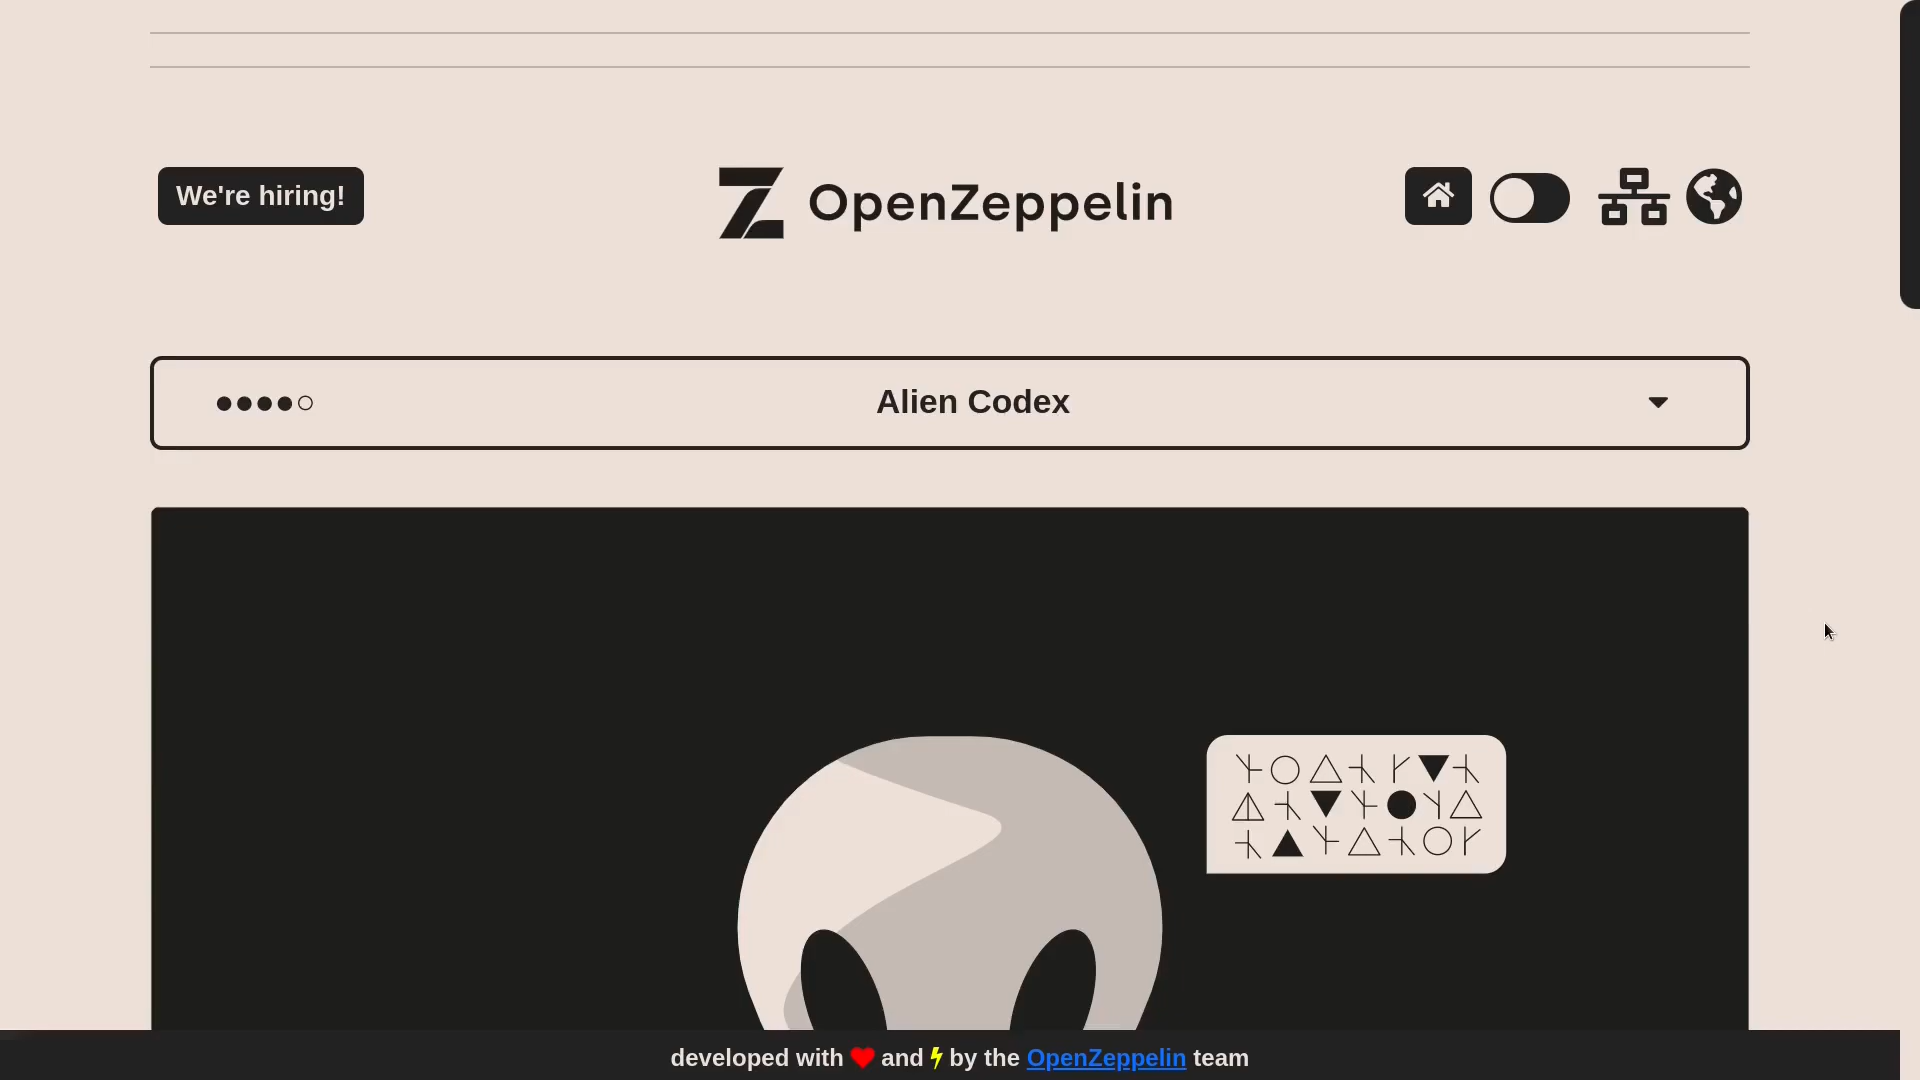 We're hiring!
OpenZeppelin
Alien Codex
developed with ❤️ and ⚡ by the OpenZeppelin team